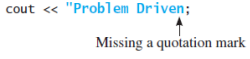 cout << "Problem Driven;
Missing a quotation mark